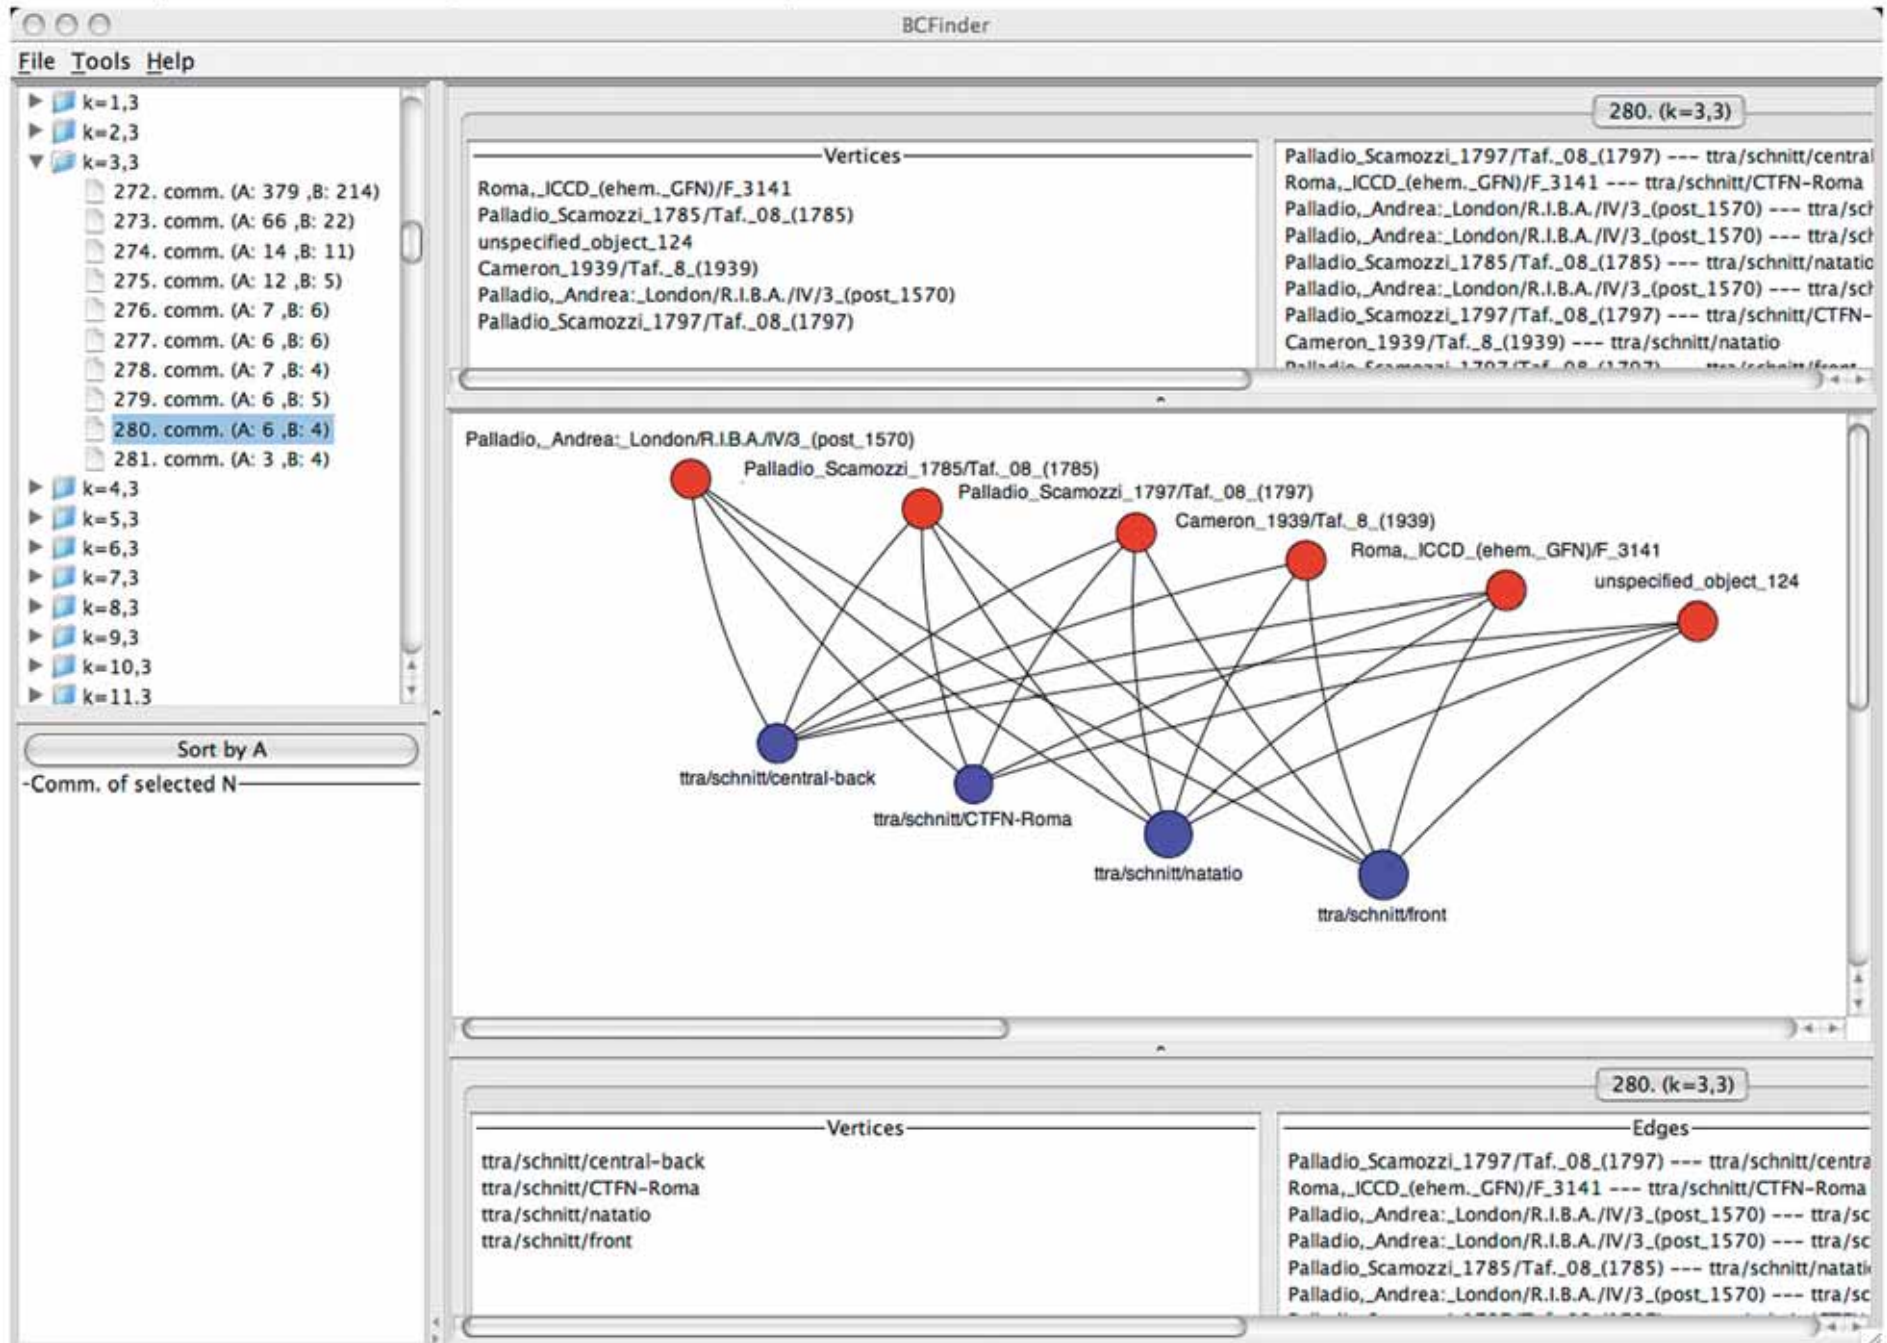 BCFinder
File Tools Help
k=1,3
k=2,3
k=3,3
272. comm. (A: 379 ,B: 214)
273. comm. (A: 66 ,B: 22)
274. comm. (A: 14 ,B: 11)
275. comm. (A: 12 ,B: 5)
276. comm. (A: 7 ,B: 6)
277. comm. (A: 6 ,B: 6)
278. comm. (A: 7 ,B: 4)
279. comm. (A: 6 ,B: 5)
280. comm. (A: 6 ,B: 4)
281. comm. (A: 3 ,B: 4)
k=4,3
k=5,3
k=6,3
k=7,3
k=8,3
k=9,3
k=10,3
k=11.3
Sort by A
Comm. of selected N
280. (k=3,3)
Vertices
Roma,_ICCD_(ehem._GFN)/F_3141
Palladio_Scamozzi_1785/Taf._08_(1785)
unspecified_object_124
Cameron_1939/Taf._8_(1939)
Palladio,_Andrea:_London/R.I.B.A./IV/3_(post_1570)
Palladio_Scamozzi_1797/Taf._08_(1797)
Palladio_Scamozzi_1797/Taf._08_(1797) --- ttra/schnitt/central
Roma,_ICCD_(ehem._GFN)/F_3141 --- ttra/schnitt/CTFN-Roma
Palladio,_Andrea:_London/R.I.B.A./IV/3_(post_1570) --- ttra/sch
Palladio,_Andrea:_London/R.I.B.A./IV/3_(post_1570) --- ttra/sch
Palladio_Scamozzi_1785/Taf._08_(1785) --- ttra/schnitt/natatio
Palladio,_Andrea:_London/R.I.B.A./IV/3_(post_1570) --- ttra/sch
Palladio_Scamozzi_1797/Taf._08_(1797) --- ttra/schnitt/CTFN-
Cameron_1939/Taf._8_(1939) --- ttra/schnitt/natatio
Palladio,_Andrea:_London/R.I.B.A./IV/3_(post_1570)
Palladio_Scamozzi_1785/Taf._08_(1785)
Palladio_Scamozzi_1797/Taf._08_(1797)
Cameron_1939/Taf._8_(1939)
Roma,_ICCD_(ehem._GFN)/F_3141
unspecified_object_124
ttra/schnitt/central-back
ttra/schnitt/CTFN-Roma
ttra/schnitt/natatio
ttra/schnitt/front
280. (k=3,3)
Vertices
ttra/schnitt/central-back
ttra/schnitt/CTFN-Roma
ttra/schnitt/natatio
ttra/schnitt/front
Edges
Palladio_Scamozzi_1797/Taf._08_(1797) --- ttra/schnitt/centra
Roma,_ICCD_(ehem._GFN)/F_3141 --- ttra/schnitt/CTFN-Roma
Palladio,_Andrea:_London/R.I.B.A./IV/3_(post_1570) --- ttra/sc
Palladio,_Andrea:_London/R.I.B.A./IV/3_(post_1570) --- ttra/sc
Palladio_Scamozzi_1785/Taf._08_(1785) --- ttra/schnitt/natati
Palladio,_Andrea:_London/R.I.B.A./IV/3_(post_1570) --- ttra/sc